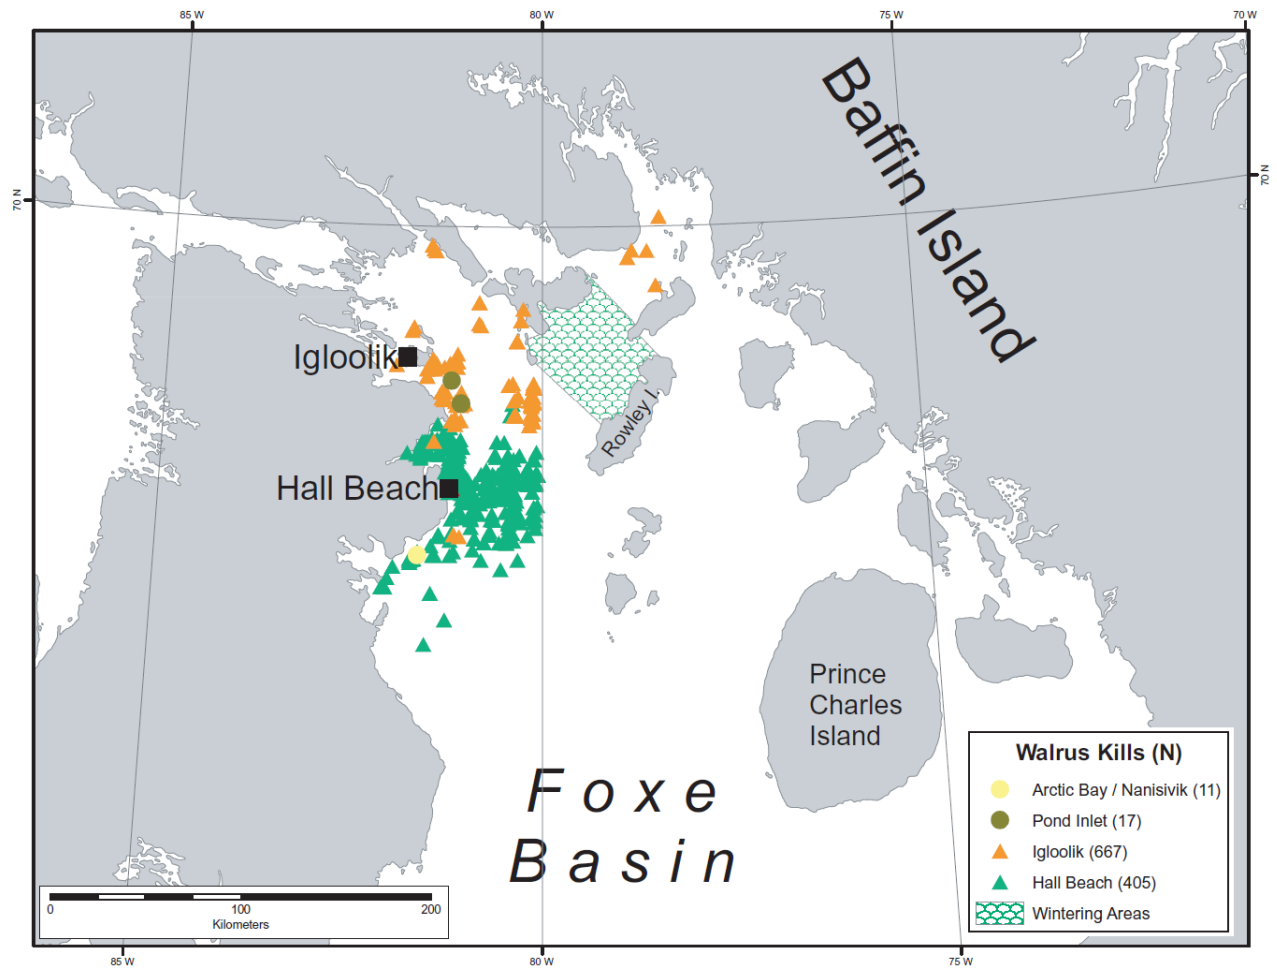 85 W
80 W
75 W
70 W
70 N
70 N
Baffin Island
Igloolik
Rowley I.
Hall Beach
Prince
Charles
Island
Foxe
Basin
Walrus Kills (N)
Arctic Bay / Nanisivik (11)
Pond Inlet (17)
Igloolik (667)
Hall Beach (405)
Wintering Areas
0 100 200
Kilometers
85 W
80 W
75 W